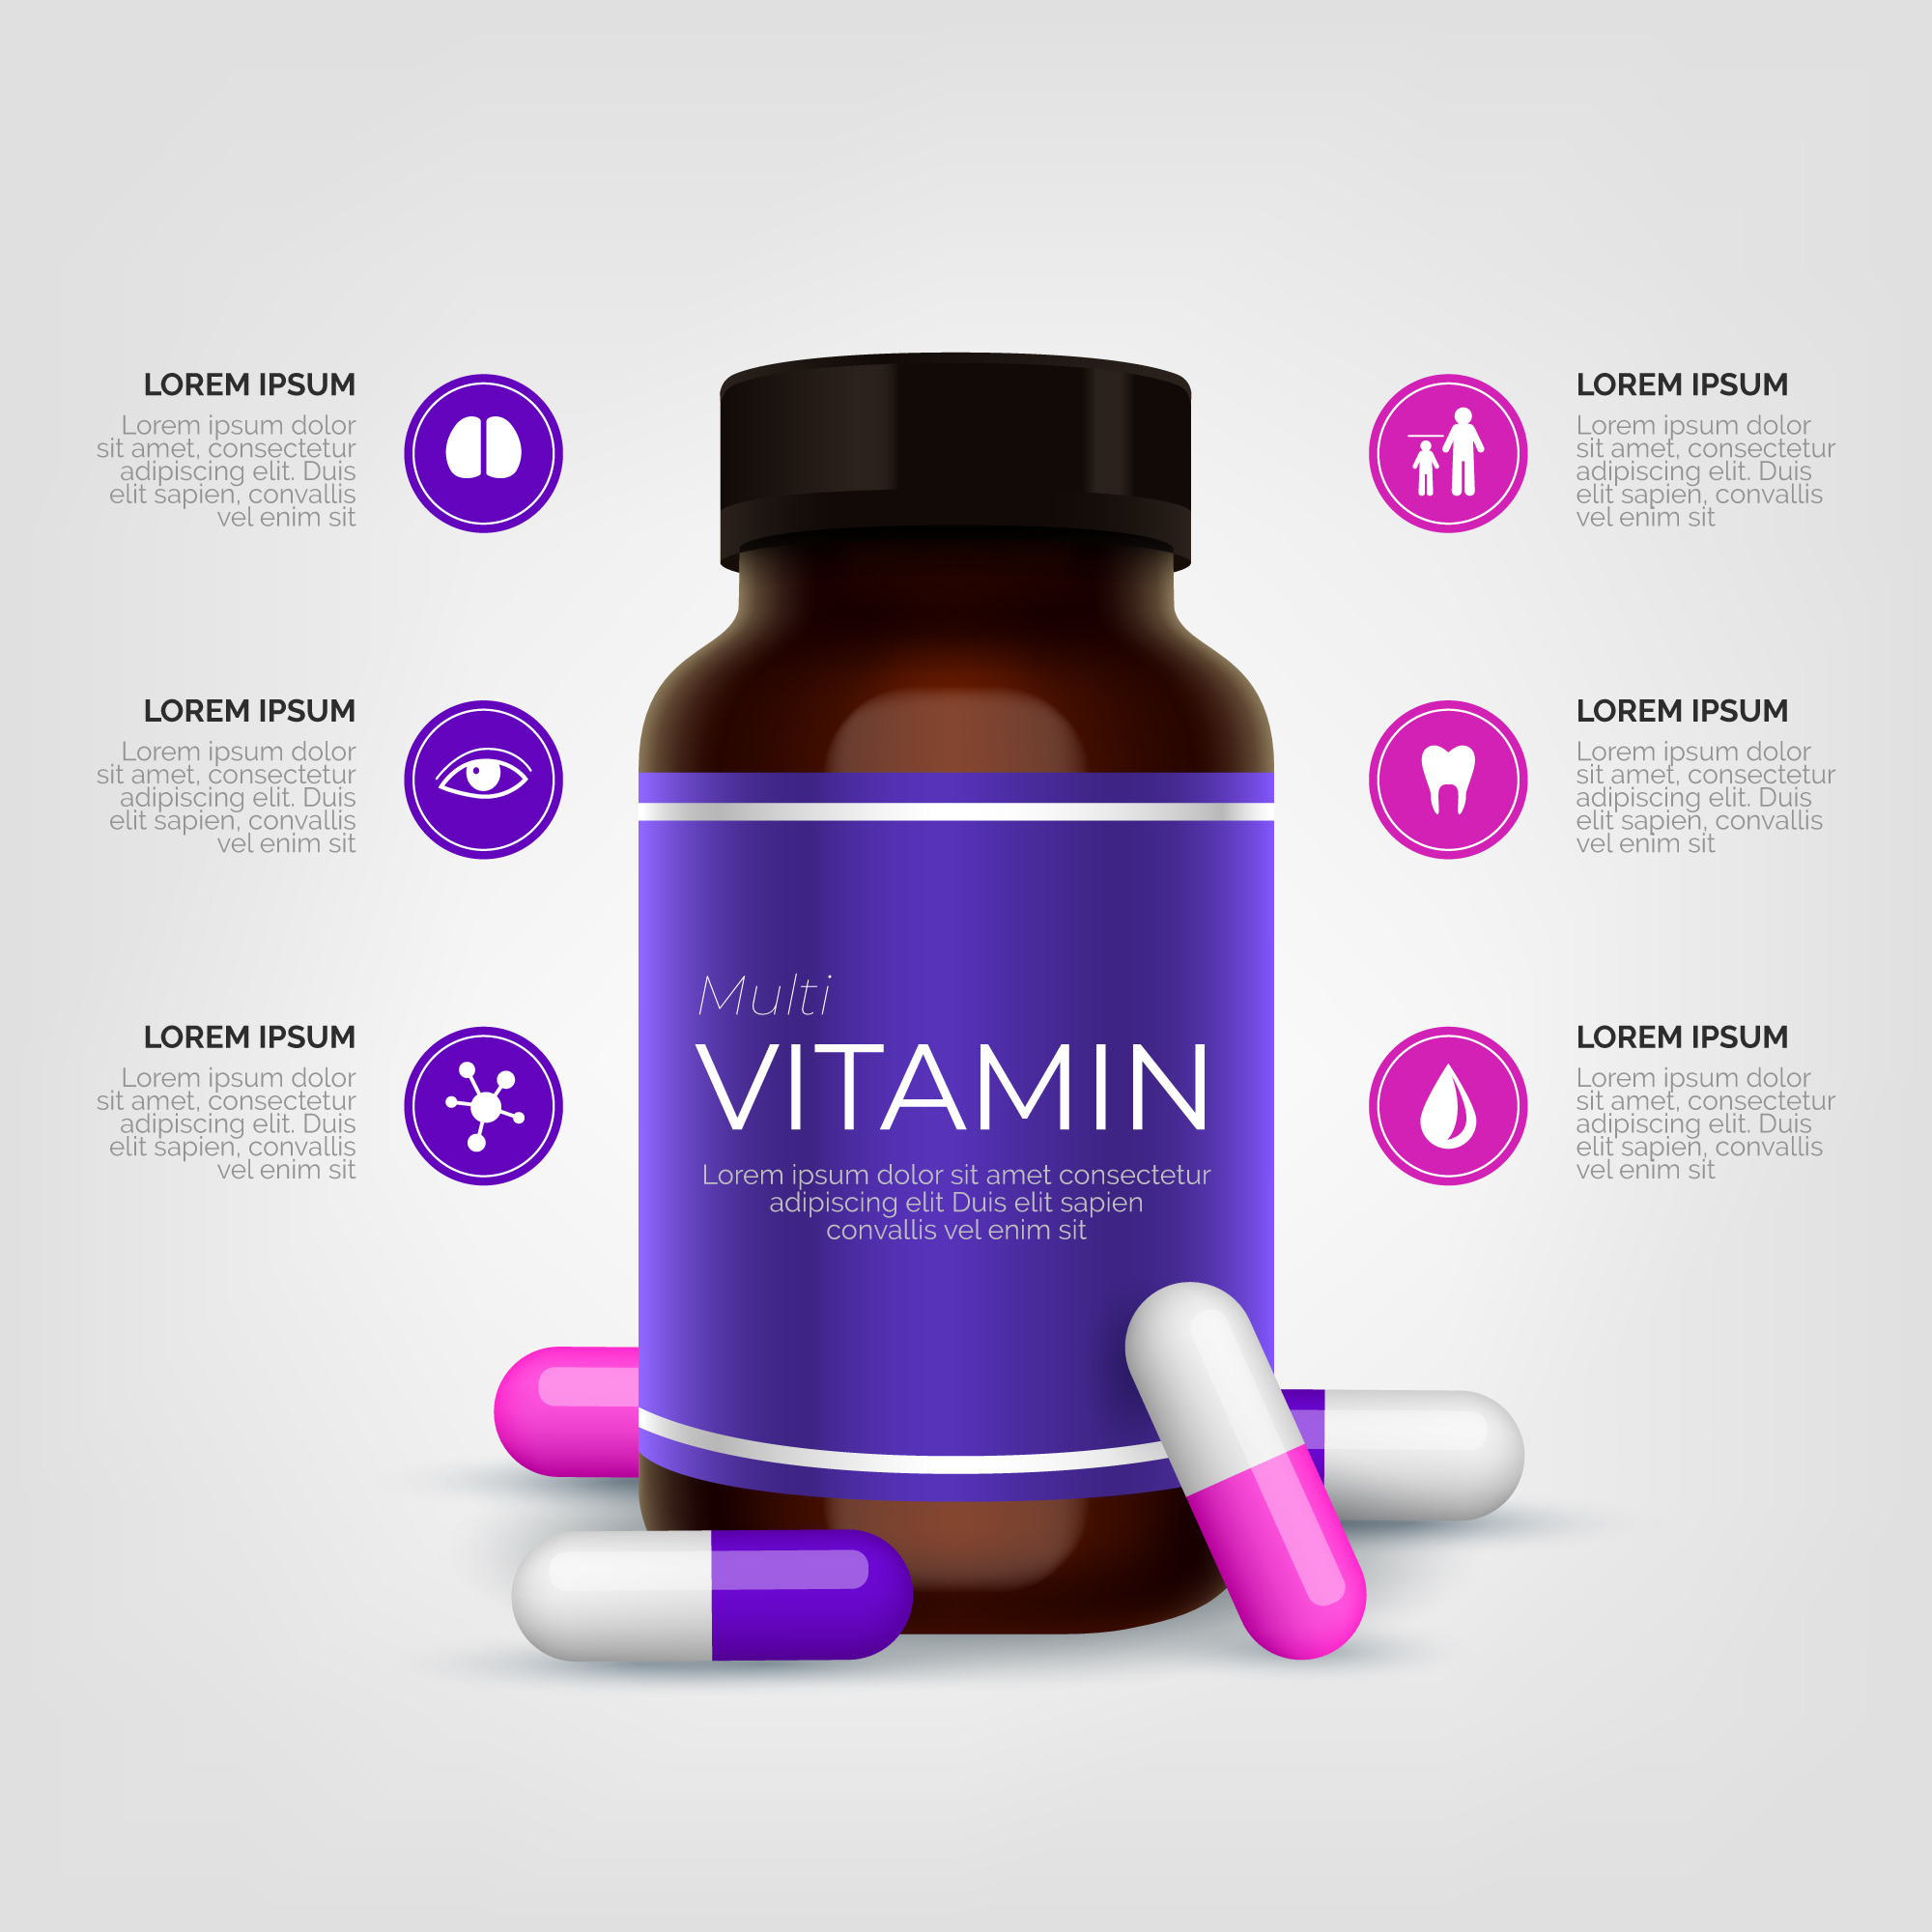 LOREM IPSUM
Lorem ipsum dolor
sit amet, consectetur
adipiscing elit. Duis
elit sapien, convallis
vel enim sit
LOREM IPSUM
Lorem ipsum dolor
sit amet, consectetur
adipiscing elit. Duis
elit sapien, convallis
vel enim sit
LOREM IPSUM
Lorem ipsum dolor
sit amet, consectetur
adipiscing elit. Duis
elit sapien, convallis
vel enim sit
Multi
VITAMIN
Lorem ipsum dolor sit amet consectetur
adipiscing elit Duis elit sapien
convallis vel enim sit
LOREM IPSUM
Lorem ipsum dolor
sit amet, consectetur
adipiscing elit. Duis
elit sapien, convallis
vel enim sit
LOREM IPSUM
Lorem ipsum dolor
sit amet, consectetur
adipiscing elit. Duis
elit sapien, convallis
vel enim sit
LOREM IPSUM
Lorem ipsum dolor
sit amet, consectetur
adipiscing elit. Duis
elit sapien, convallis
vel enim sit